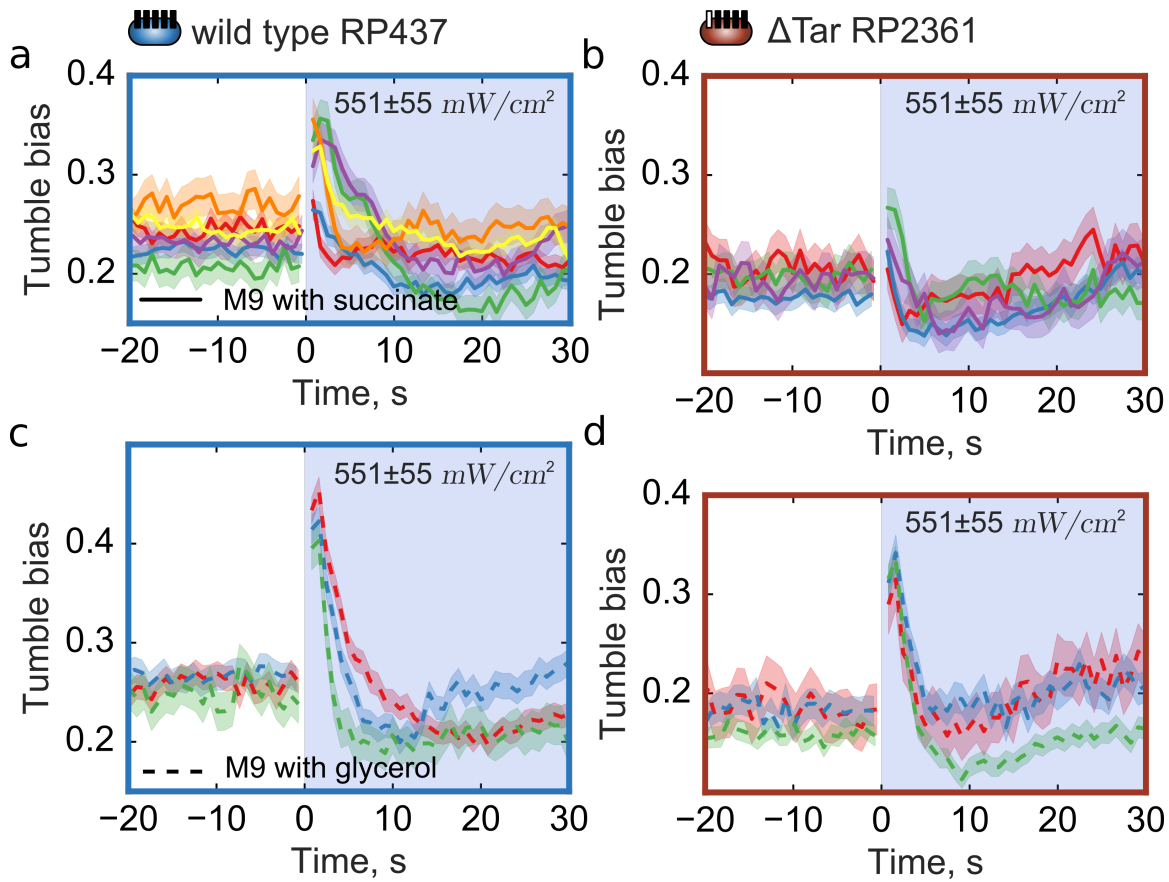 wild type RP437
ΔTar RP2361
a
b
0.4
0.3
0.2
Tumble bias
551±55 mW/cm²
M9 with succinate
−20 −10 0 10 20 30
Time, s
0.4
0.3
0.2
Tumble bias
551±55 mW/cm²
−20 −10 0 10 20 30
Time, s
c
d
0.4
0.3
0.2
Tumble bias
551±55 mW/cm²
M9 with glycerol
−20 −10 0 10 20 30
Time, s
0.4
0.3
0.2
Tumble bias
551±55 mW/cm²
−20 −10 0 10 20 30
Time, s